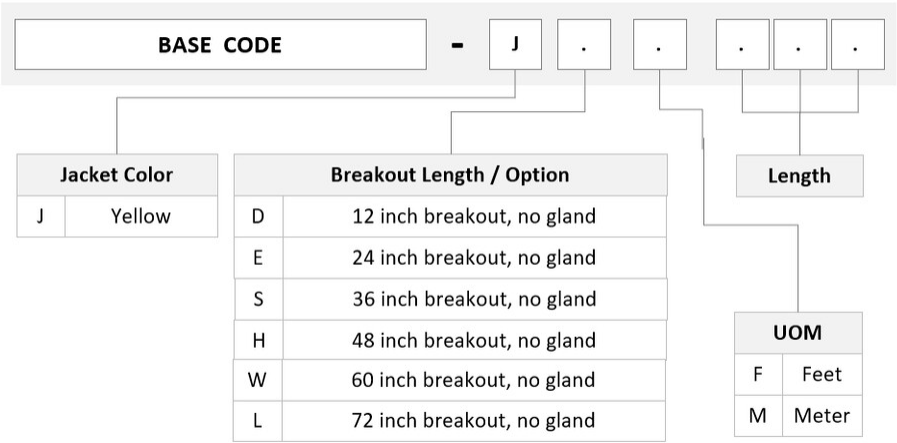 BASE CODE - J . . . . .
Jacket Color
J Yellow
Breakout Length / Option
D 12 inch breakout, no gland
E 24 inch breakout, no gland
S 36 inch breakout, no gland
H 48 inch breakout, no gland
W 60 inch breakout, no gland
L 72 inch breakout, no gland
Length
UOM
F Feet
M Meter